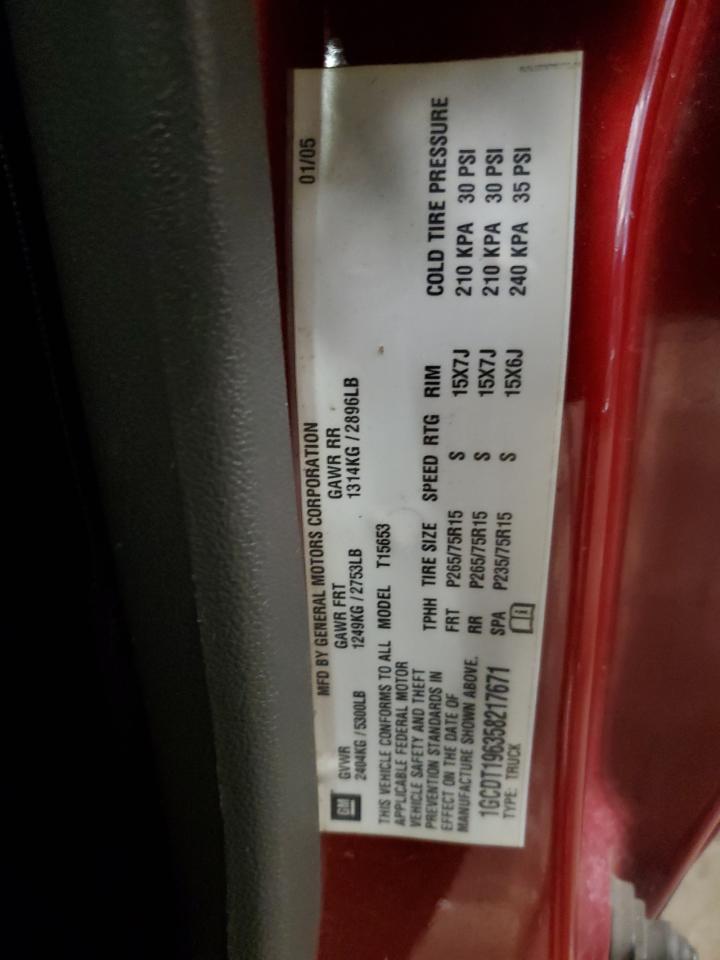 MFD BY GENERAL MOTORS CORPORATION 01/05
GM
GVWR GAWR FRT GAWR RR
2404KG / 5300LB 1249KG / 2753LB 1314KG / 2896LB
THIS VEHICLE CONFORMS TO ALL
APPLICABLE FEDERAL MOTOR
VEHICLE SAFETY AND THEFT
PREVENTION STANDARDS IN
EFFECT ON THE DATE OF
MANUFACTURE SHOWN ABOVE.
1GCDT196358217671
TYPE: TRUCK
MODEL T15653
TPHH TIRE SIZE SPEED RTG RIM COLD TIRE PRESSURE
FRT P265/75R15 S 15X7J 210 KPA 30 PSI
RR P265/75R15 S 15X7J 210 KPA 30 PSI
SPA P235/75R15 S 15X6J 240 KPA 35 PSI